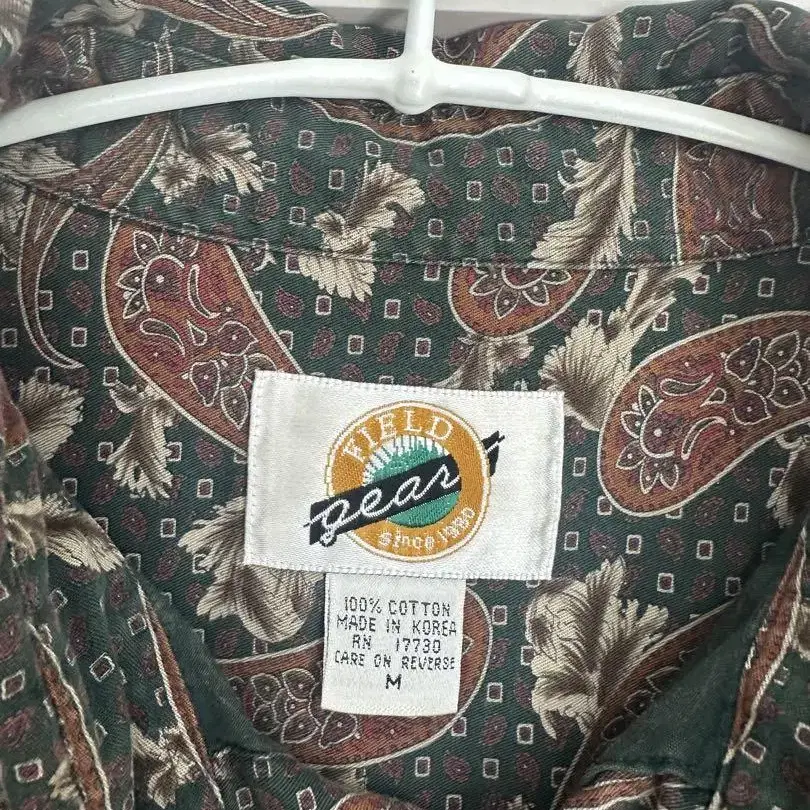 FIELD
gear
since 1980
100% COTTON
MADE IN KOREA
RN 17730
CARE ON REVERSE
M